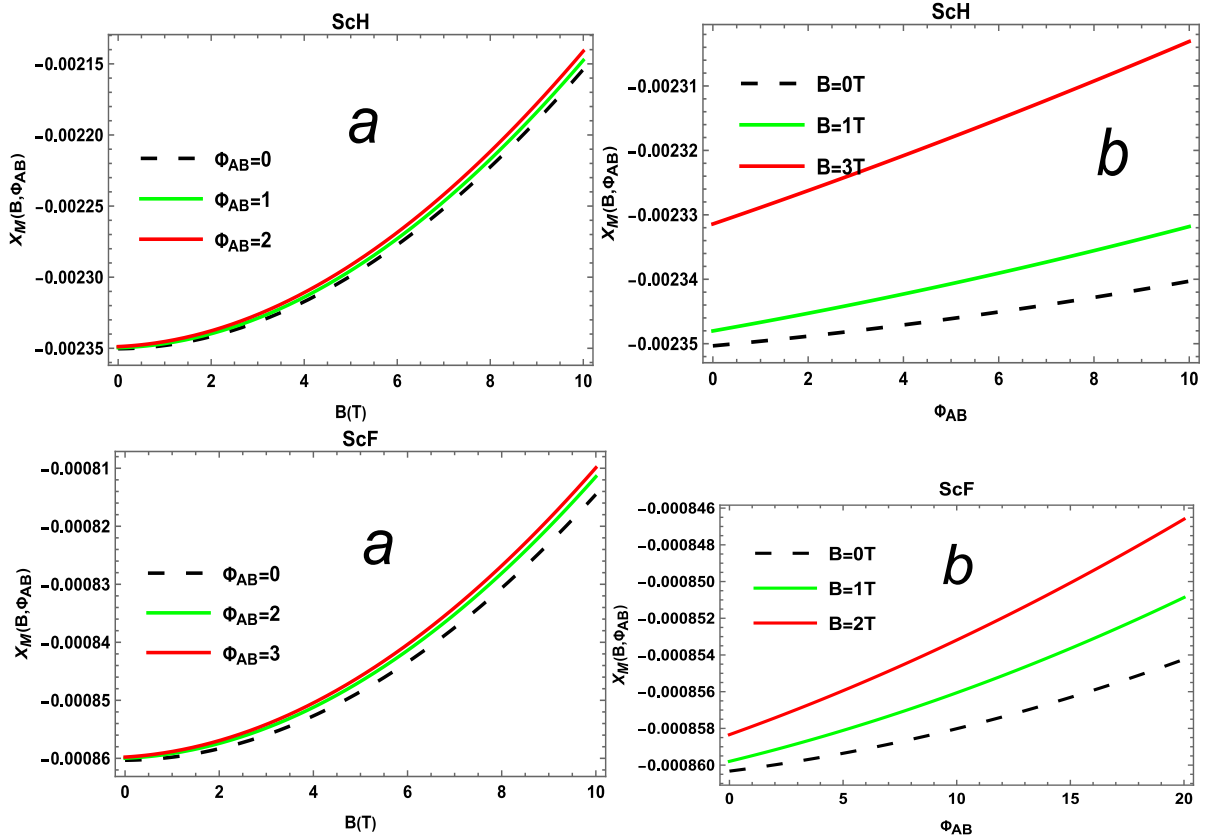 ScH
−0.00215
−0.00220
−0.00225
−0.00230
−0.00235
X_M(B,Φ_AB)
a
Φ_AB=0
Φ_AB=1
Φ_AB=2
0 2 4 6 8 10
B(T)
ScH
−0.00231
−0.00232
−0.00233
−0.00234
−0.00235
X_M(B,Φ_AB)
b
B=0T
B=1T
B=3T
0 2 4 6 8 10
Φ_AB
ScF
−0.00081
−0.00082
−0.00083
−0.00084
−0.00085
−0.00086
X_M(B,Φ_AB)
a
Φ_AB=0
Φ_AB=2
Φ_AB=3
0 2 4 6 8 10
B(T)
ScF
−0.000846
−0.000848
−0.000850
−0.000852
−0.000854
−0.000856
−0.000858
−0.000860
X_M(B,Φ_AB)
b
B=0T
B=1T
B=2T
0 5 10 15 20
Φ_AB